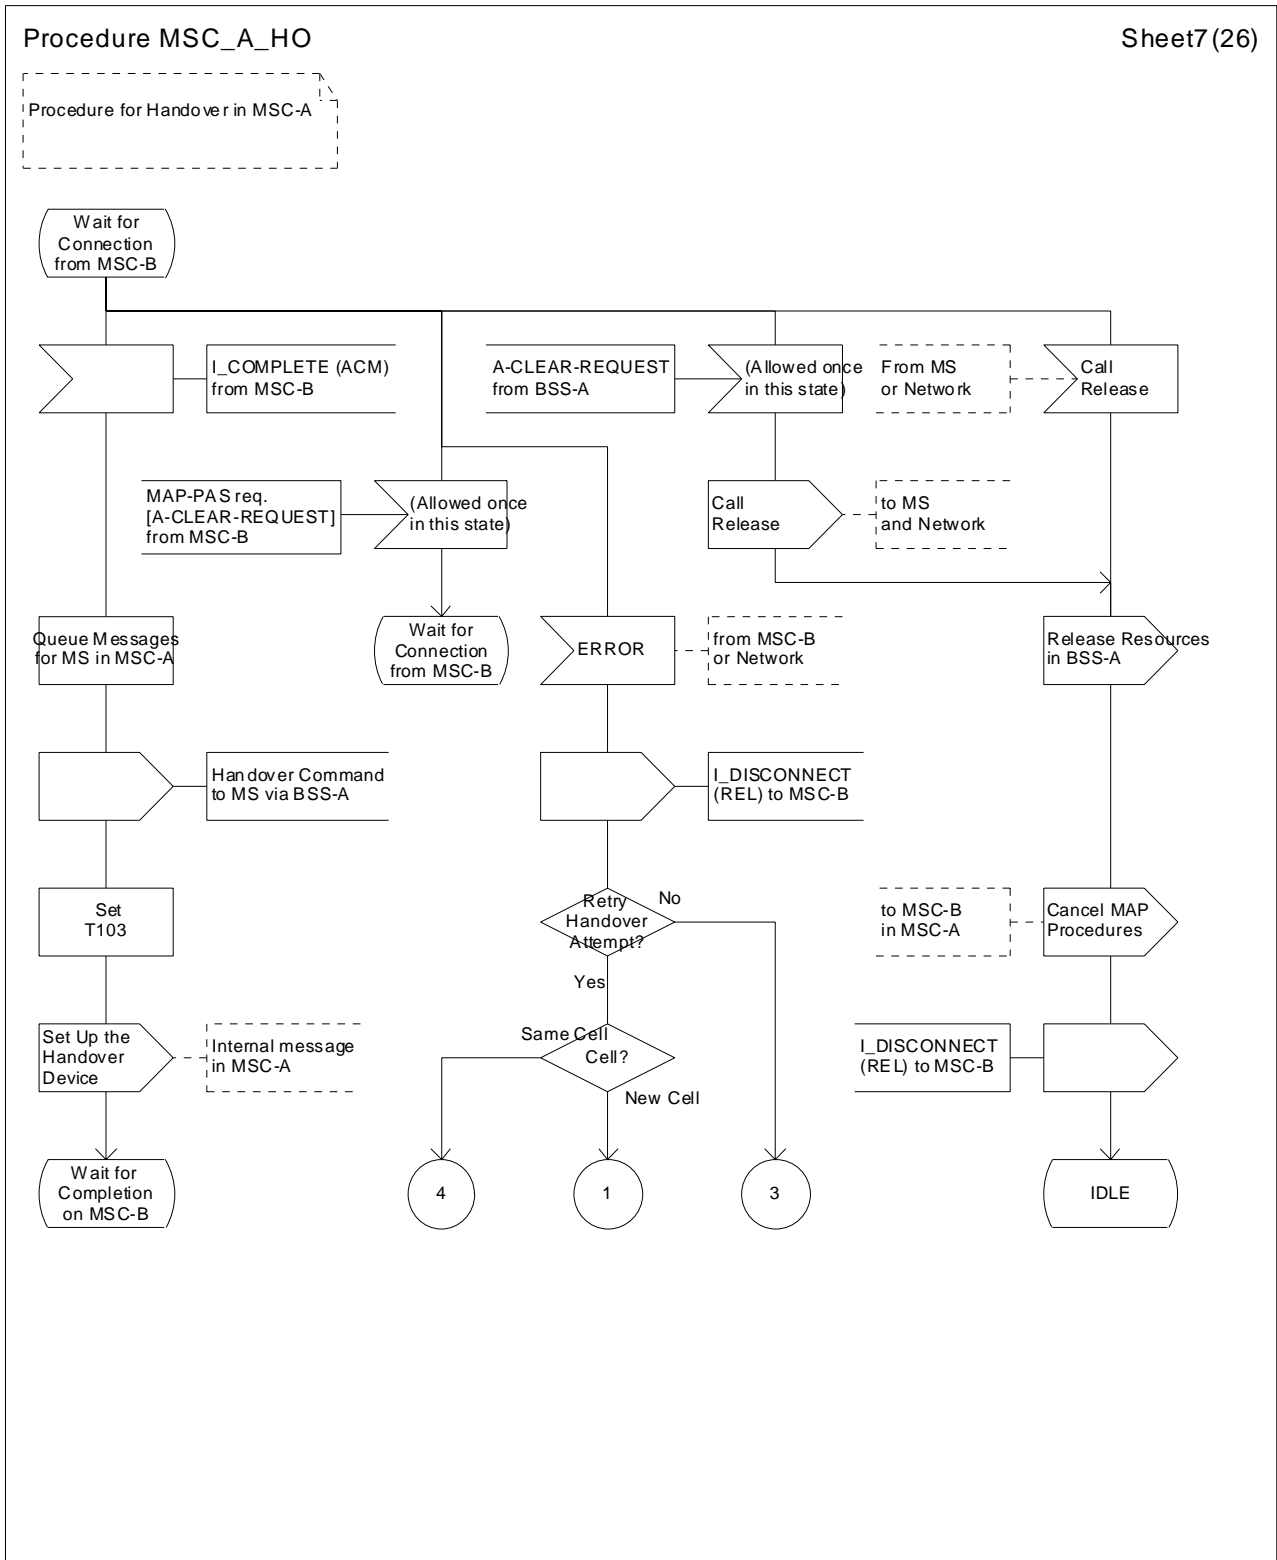 Procedure MSC_A_HO
Sheet7(26)
Procedure for Handover in MSC-A
Wait for
Connection
from MSC-B
I_COMPLETE (ACM)
from MSC-B
A-CLEAR-REQUEST
from BSS-A
(Allowed once
in this state)
From MS
or Network
Call
Release
MAP-PAS req.
[A-CLEAR-REQUEST]
from MSC-B
(Allowed once
in this state)
Call
Release
to MS
and Network
Queue Messages
for MS in MSC-A
Wait for
Connection
from MSC-B
ERROR
from MSC-B
or Network
Release Resources
in BSS-A
Handover Command
to MS via BSS-A
I_DISCONNECT
(REL) to MSC-B
Set
T103
Retry
Handover
Attempt?
No
to MSC-B
in MSC-A
Cancel MAP
Procedures
Yes
Set Up the
Handover
Device
Internal message
in MSC-A
Same Cell
Cell?
New Cell
I_DISCONNECT
(REL) to MSC-B
Wait for
Completion
on MSC-B
4
1
3
IDLE